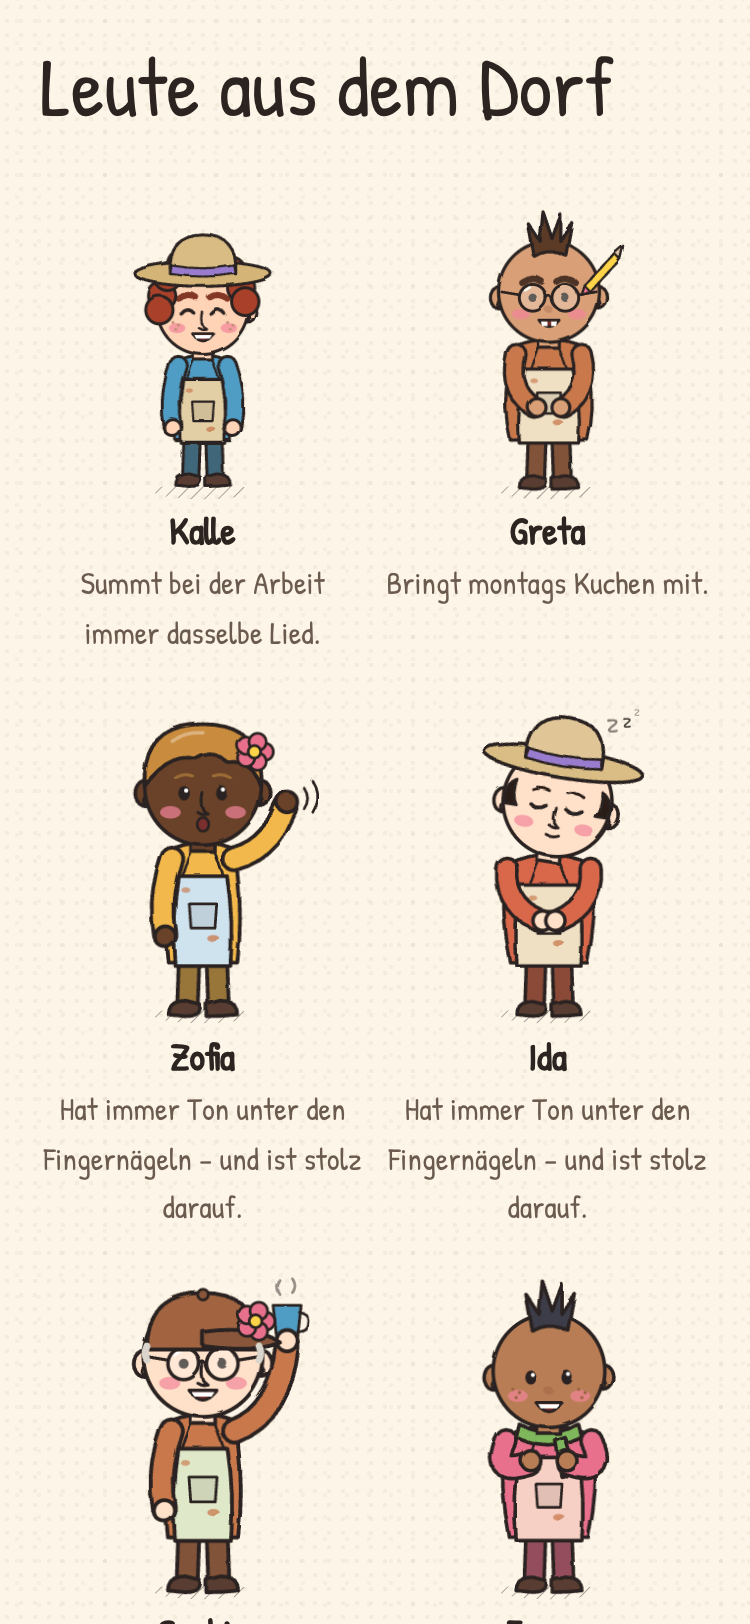 Leute aus dem Dorf
Kalle
Summt bei der Arbeit
immer dasselbe Lied.
Greta
Bringt montags Kuchen mit.
z z z
Zofia
Hat immer Ton unter den
Fingernägeln – und ist stolz
darauf.
Ida
Hat immer Ton unter den
Fingernägeln – und ist stolz
darauf.